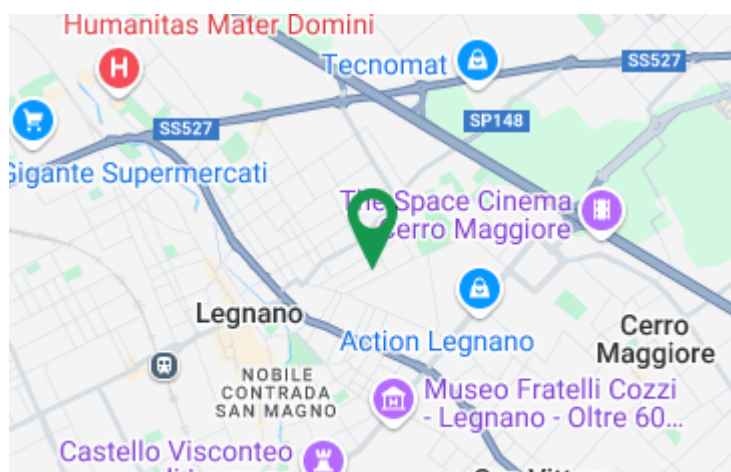 Humanitas Mater Domini
H
Tecnomat
SS527
SS527
SP148
Gigante Supermercati
The Space Cinema
Cerro Maggiore
Legnano
Action Legnano
Cerro
Maggiore
NOBILE
CONTRADA
SAN MAGNO
Museo Fratelli Cozzi
- Legnano - Oltre 60...
Castello Visconteo